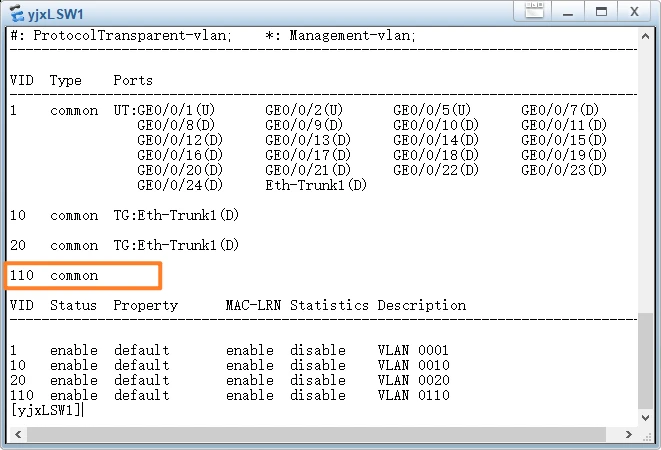 yjxLSW1
#: ProtocolTransparent-vlan;    *: Management-vlan;
VID  Type    Ports
1    common  UT:GE0/0/1(U)      GE0/0/2(U)      GE0/0/5(U)      GE0/0/7(D)
GE0/0/8(D)      GE0/0/9(D)      GE0/0/10(D)     GE0/0/11(D)
GE0/0/12(D)     GE0/0/13(D)     GE0/0/14(D)     GE0/0/15(D)
GE0/0/16(D)     GE0/0/17(D)     GE0/0/18(D)     GE0/0/19(D)
GE0/0/20(D)     GE0/0/21(D)     GE0/0/22(D)     GE0/0/23(D)
GE0/0/24(D)     Eth-Trunk1(D)
10   common  TG:Eth-Trunk1(D)
20   common  TG:Eth-Trunk1(D)
110  common
VID  Status  Property      MAC-LRN Statistics Description
1    enable  default       enable  disable    VLAN 0001
10   enable  default       enable  disable    VLAN 0010
20   enable  default       enable  disable    VLAN 0020
110  enable  default       enable  disable    VLAN 0110
[yjxLSW1]